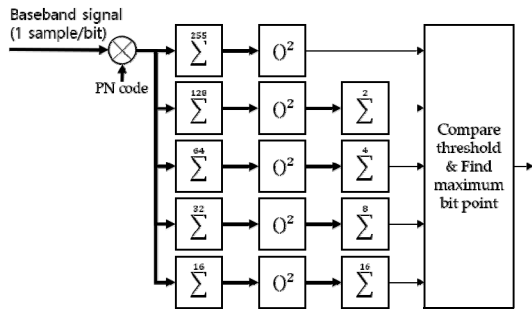 Baseband signal
(1 sample/bit)
PN code
255
∑ ()²
128 2
∑ ()² ∑
64 4
∑ ()² ∑
32 8
∑ ()² ∑
16 16
∑ ()² ∑
Compare
threshold
& Find
maximum
bit point